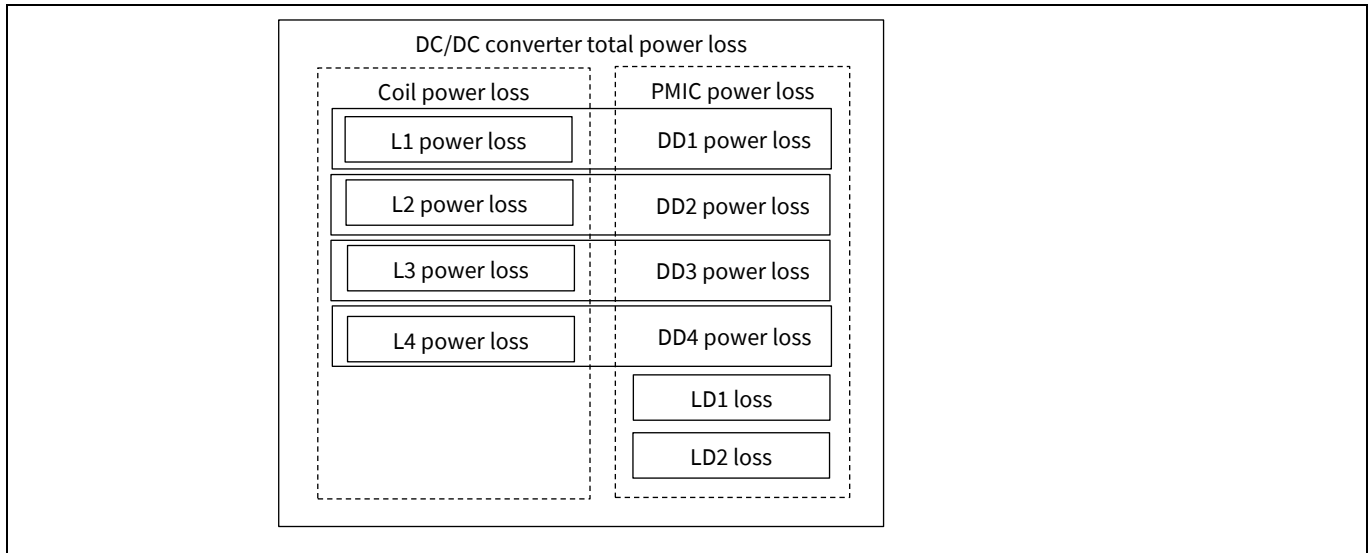 DC/DC converter total power loss
Coil power loss
PMIC power loss
L1 power loss
DD1 power loss
L2 power loss
DD2 power loss
L3 power loss
DD3 power loss
L4 power loss
DD4 power loss
LD1 loss
LD2 loss